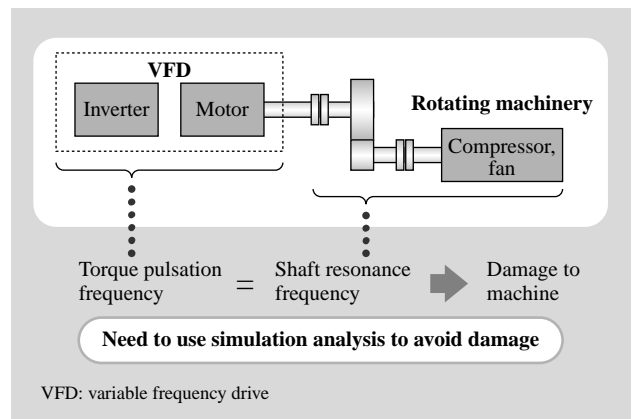 VFD
Inverter
Motor
Rotating machinery
Compressor,
fan
Torque pulsation
frequency
=
Shaft resonance
frequency
Damage to
machine
Need to use simulation analysis to avoid damage
VFD: variable frequency drive